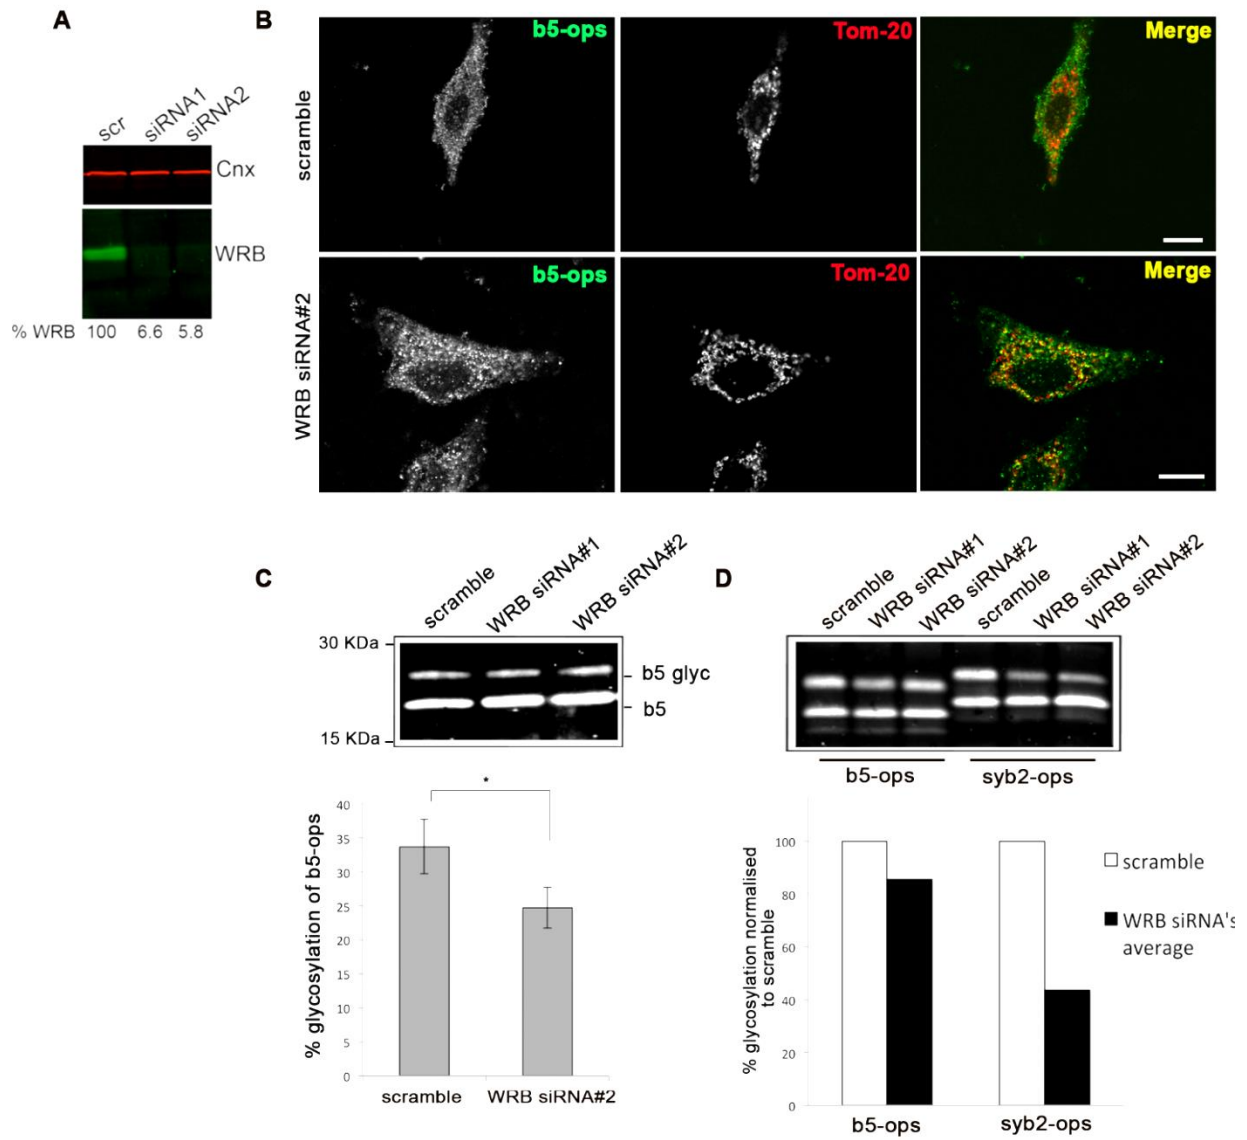 A
scr
siRNA1
siRNA2
Cnx
WRB
% WRB 100 6.6 5.8
B
b5-ops
Tom-20
Merge
scramble
b5-ops
Tom-20
Merge
WRB siRNA#2
C
scramble
WRB siRNA#1
WRB siRNA#2
30 KDa
b5 glyc
b5
15 KDa
*
% glycosylation of b5-ops
40
35
30
25
20
15
10
5
0
scramble
WRB siRNA#2
D
scramble
WRB siRNA#1
WRB siRNA#2
scramble
WRB siRNA#1
WRB siRNA#2
b5-ops
syb2-ops
% glycosylation normalised
to scramble
100
80
60
40
20
0
b5-ops
syb2-ops
scramble
WRB siRNA's
average